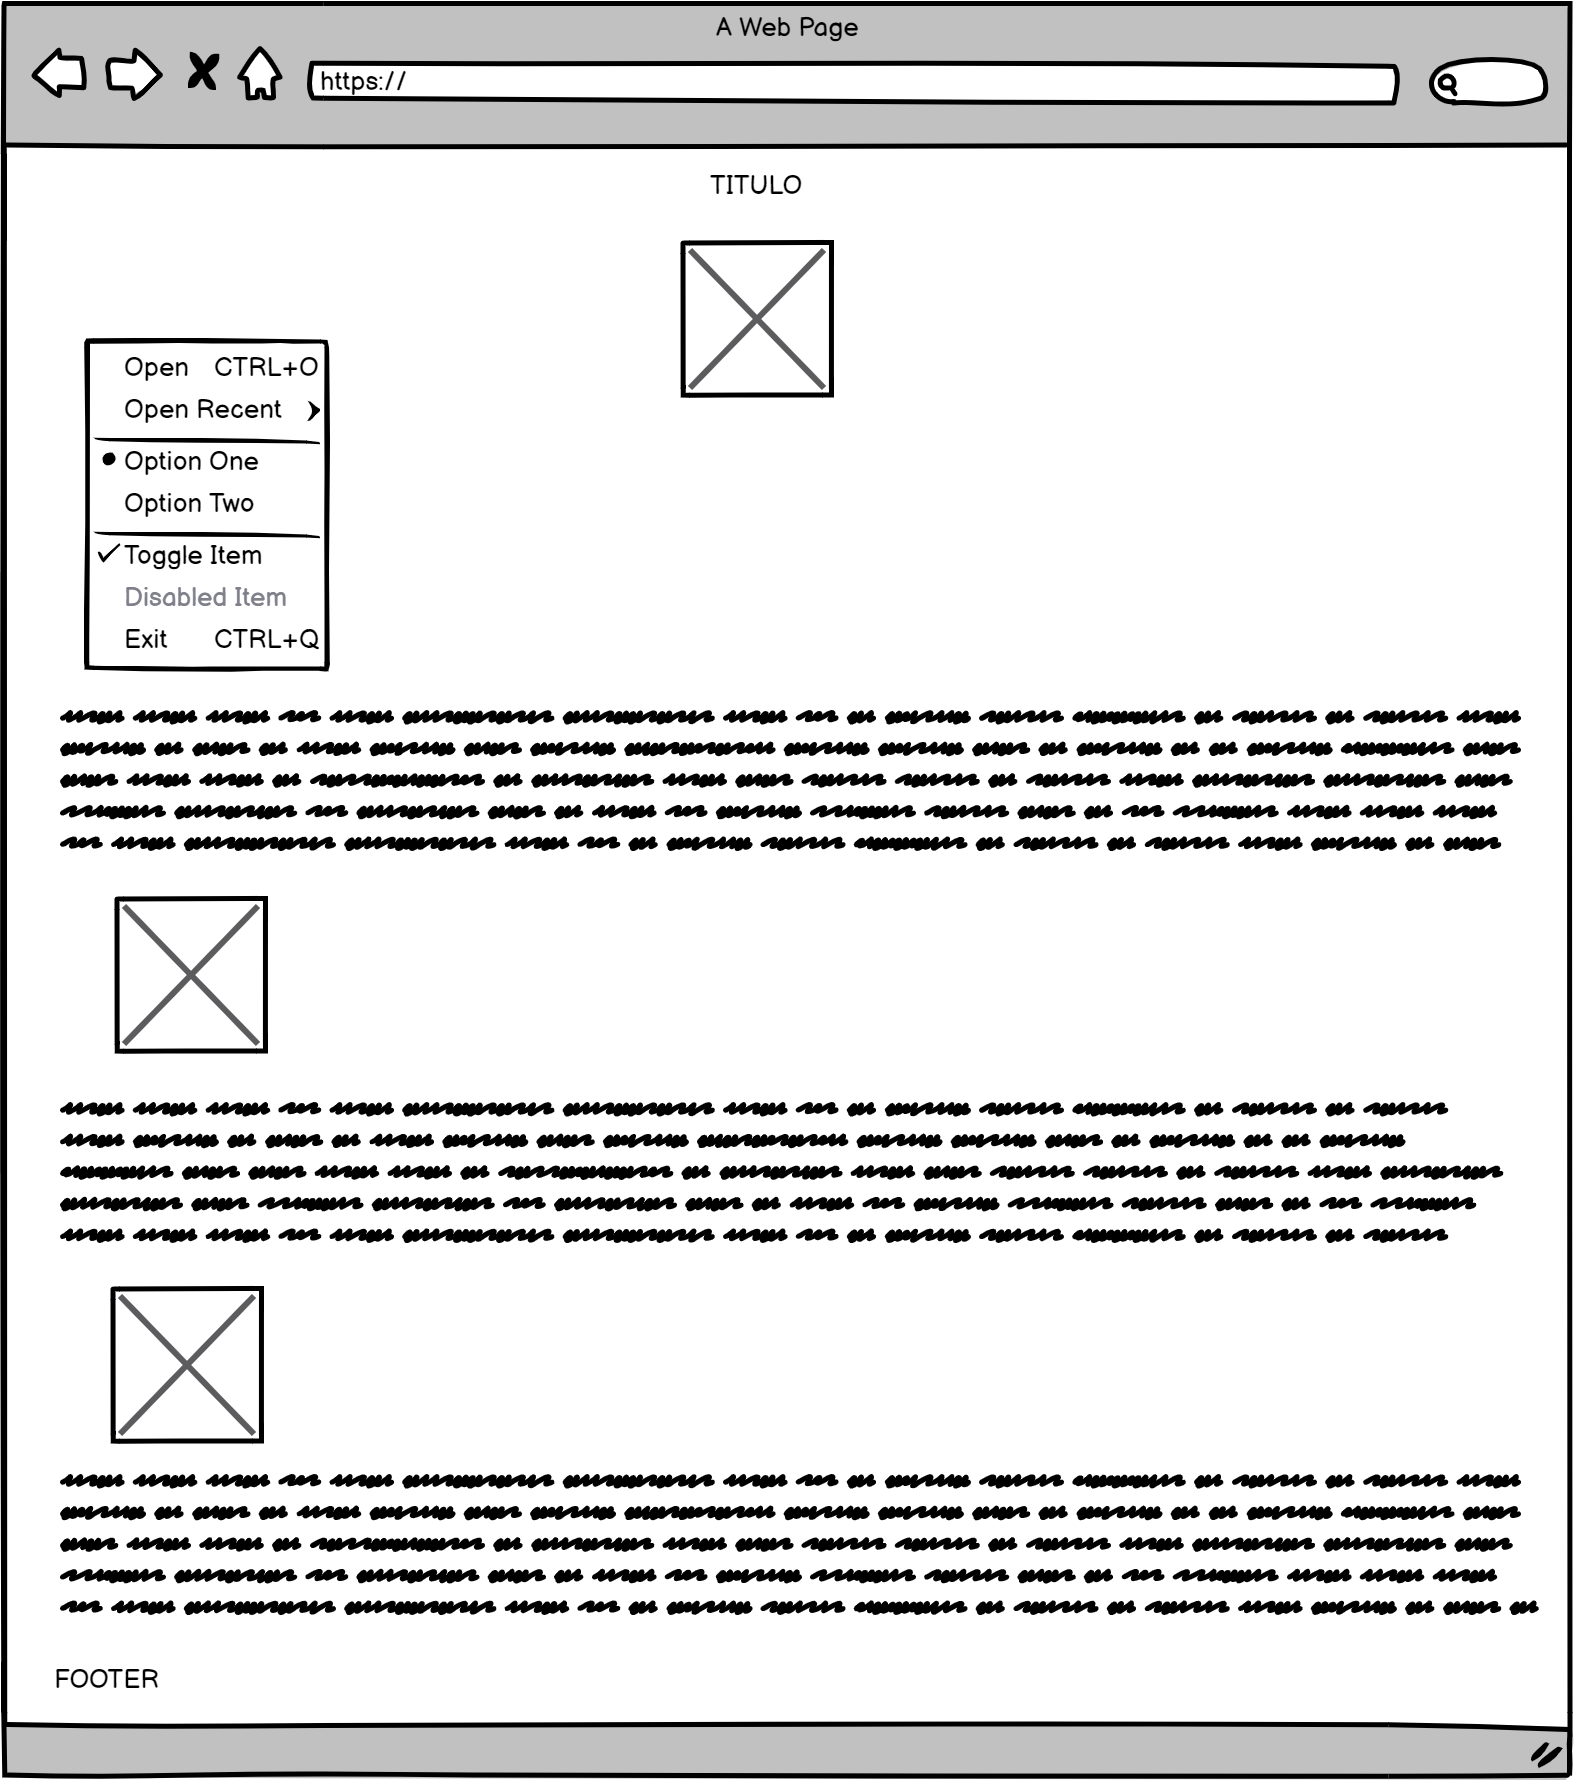 A Web Page
https://
TITULO
Open CTRL+O
Open Recent
Option One
Option Two
Toggle Item
Disabled Item
Exit CTRL+Q
FOOTER